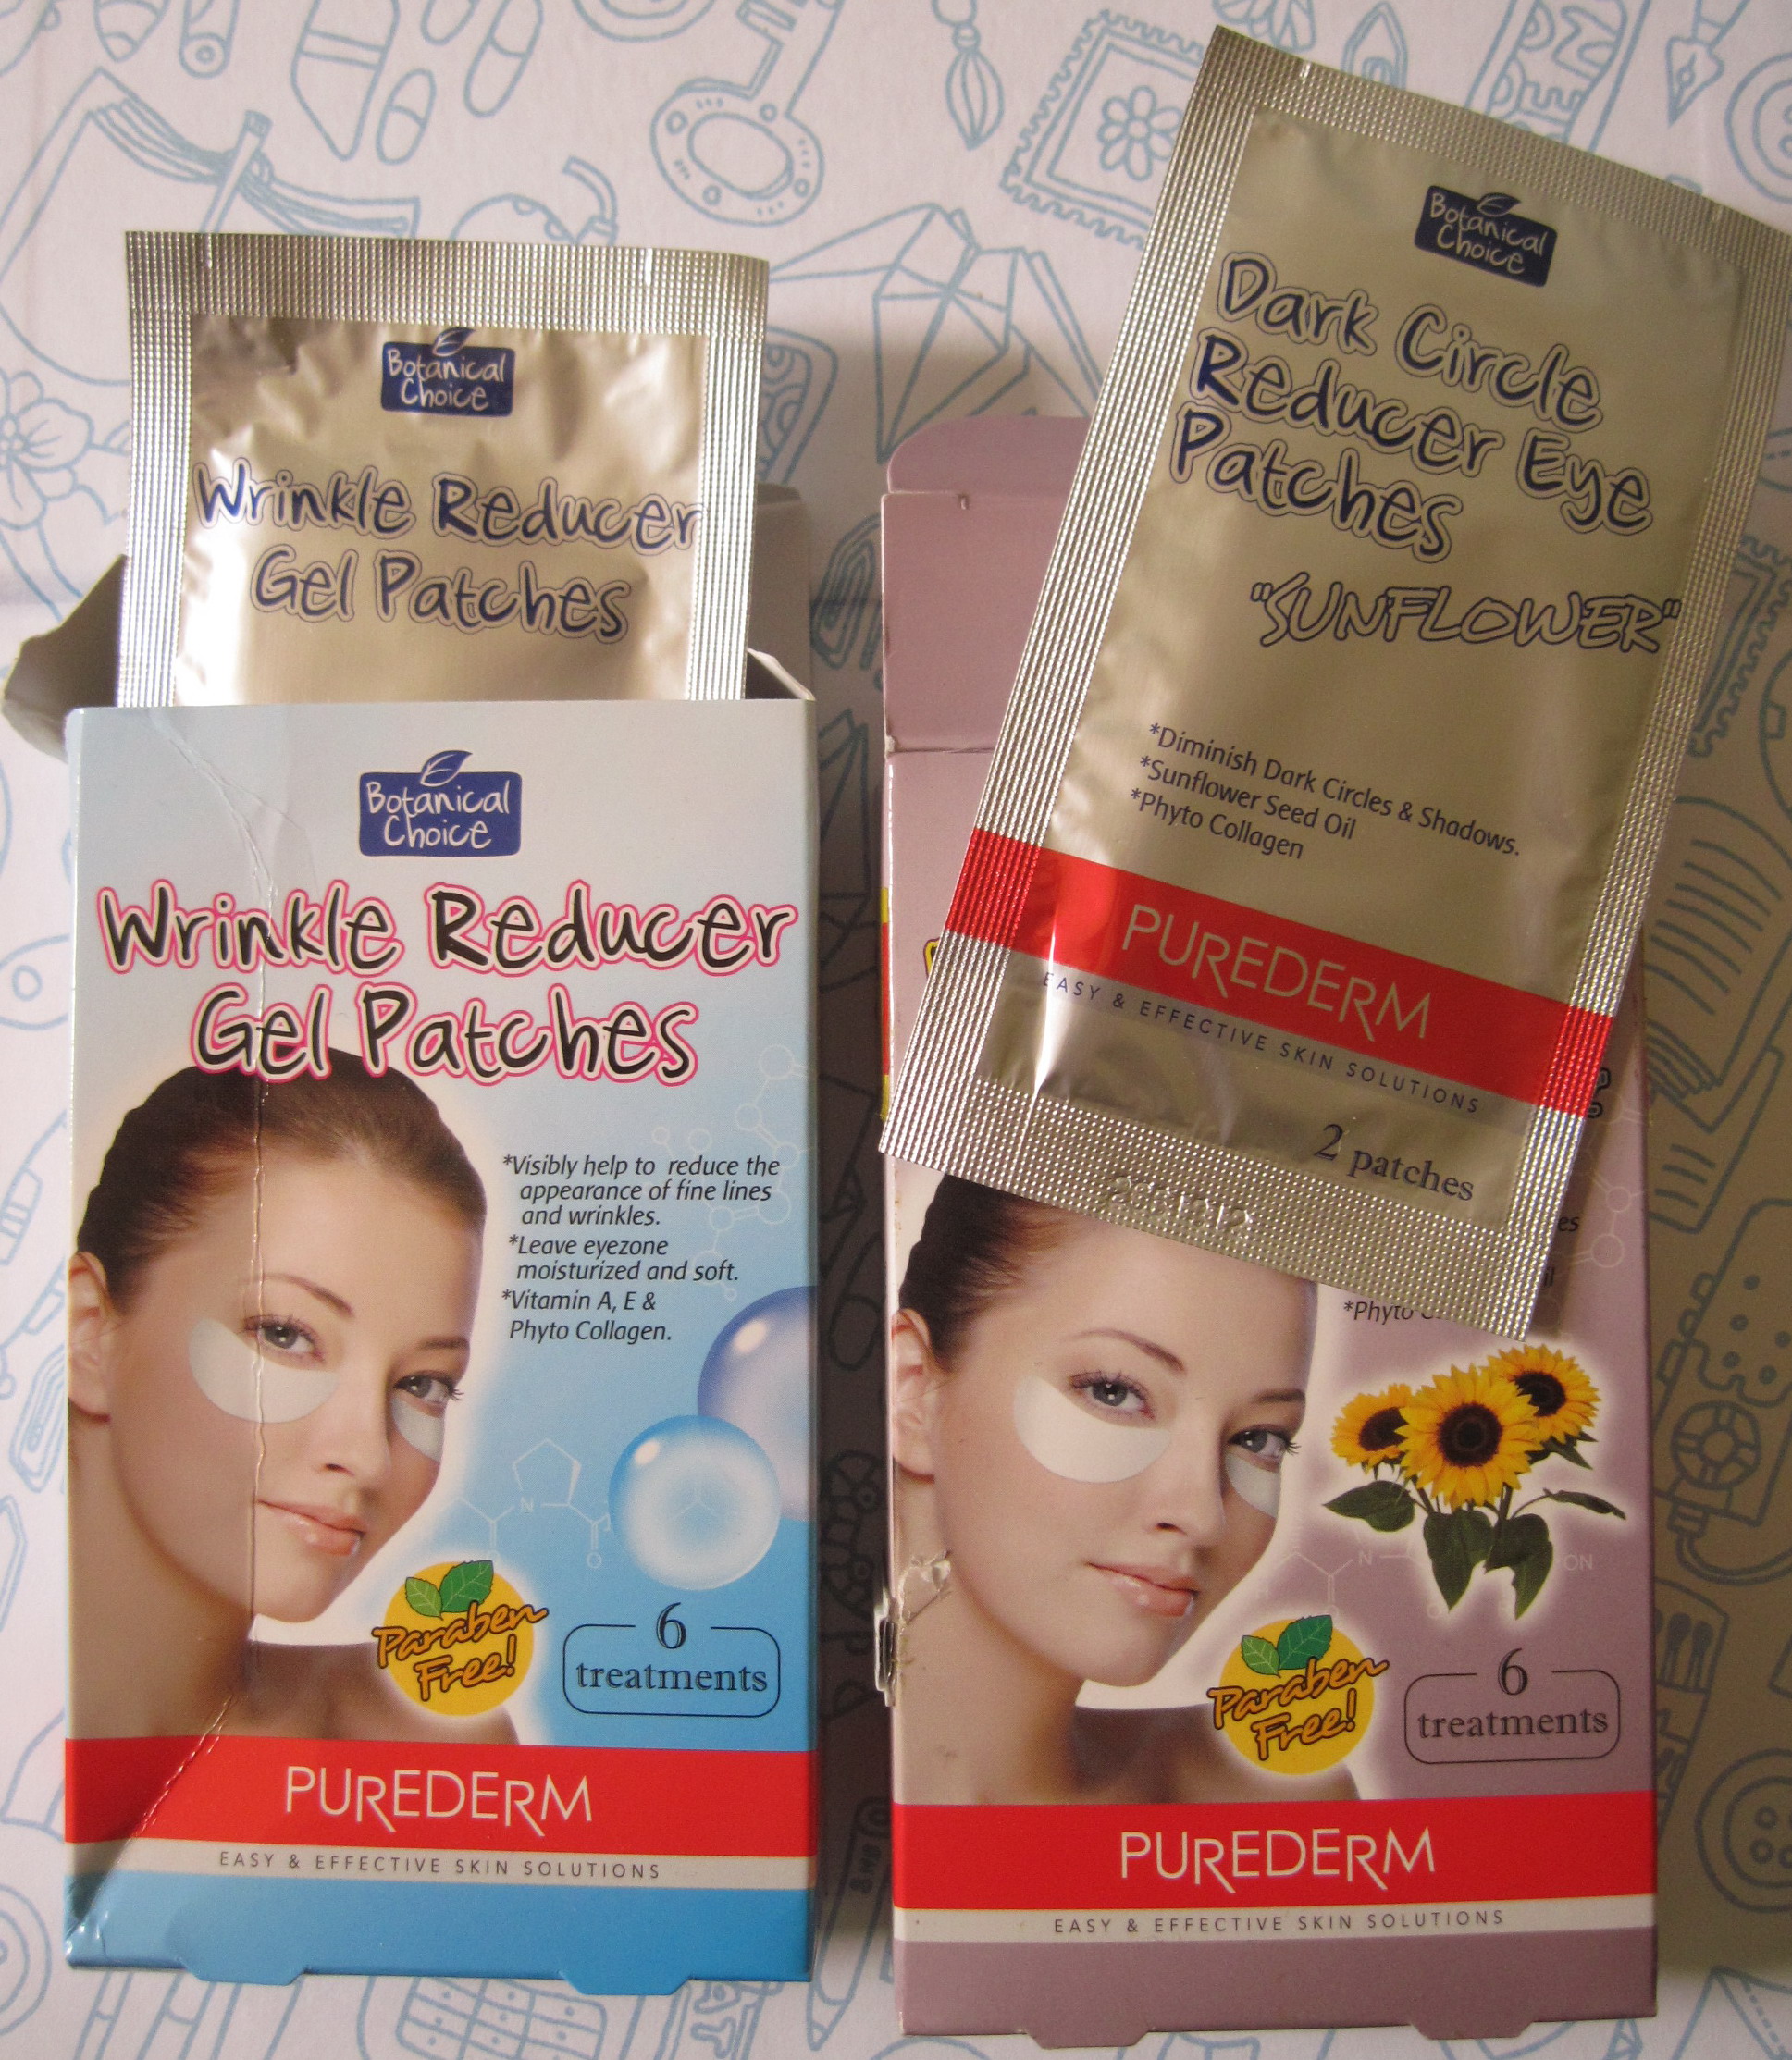 Botanical
Choice
Wrinkle Reducer
Gel Patches
Botanical
Choice
Wrinkle Reducer
Gel Patches
*Visibly help to reduce the
appearance of fine lines
and wrinkles.
*Leave eyezone
moisturized and soft.
*Vitamin A, E &
Phyto Collagen.
N
O
Paraben
Free!
6
treatments
PUREDERM
EASY & EFFECTIVE SKIN SOLUTIONS
Botanical
Choice
Dark Circle
Reducer Eye
Patches
"SUNFLOWER"
*Diminish Dark Circles & Shadows.
*Sunflower Seed Oil
*Phyto Collagen
PUREDERM
EASY & EFFECTIVE SKIN SOLUTIONS
2 patches
es
*Phyto
N
ON
Paraben
Free!
6
treatments
PUREDERM
EASY & EFFECTIVE SKIN SOLUTIONS